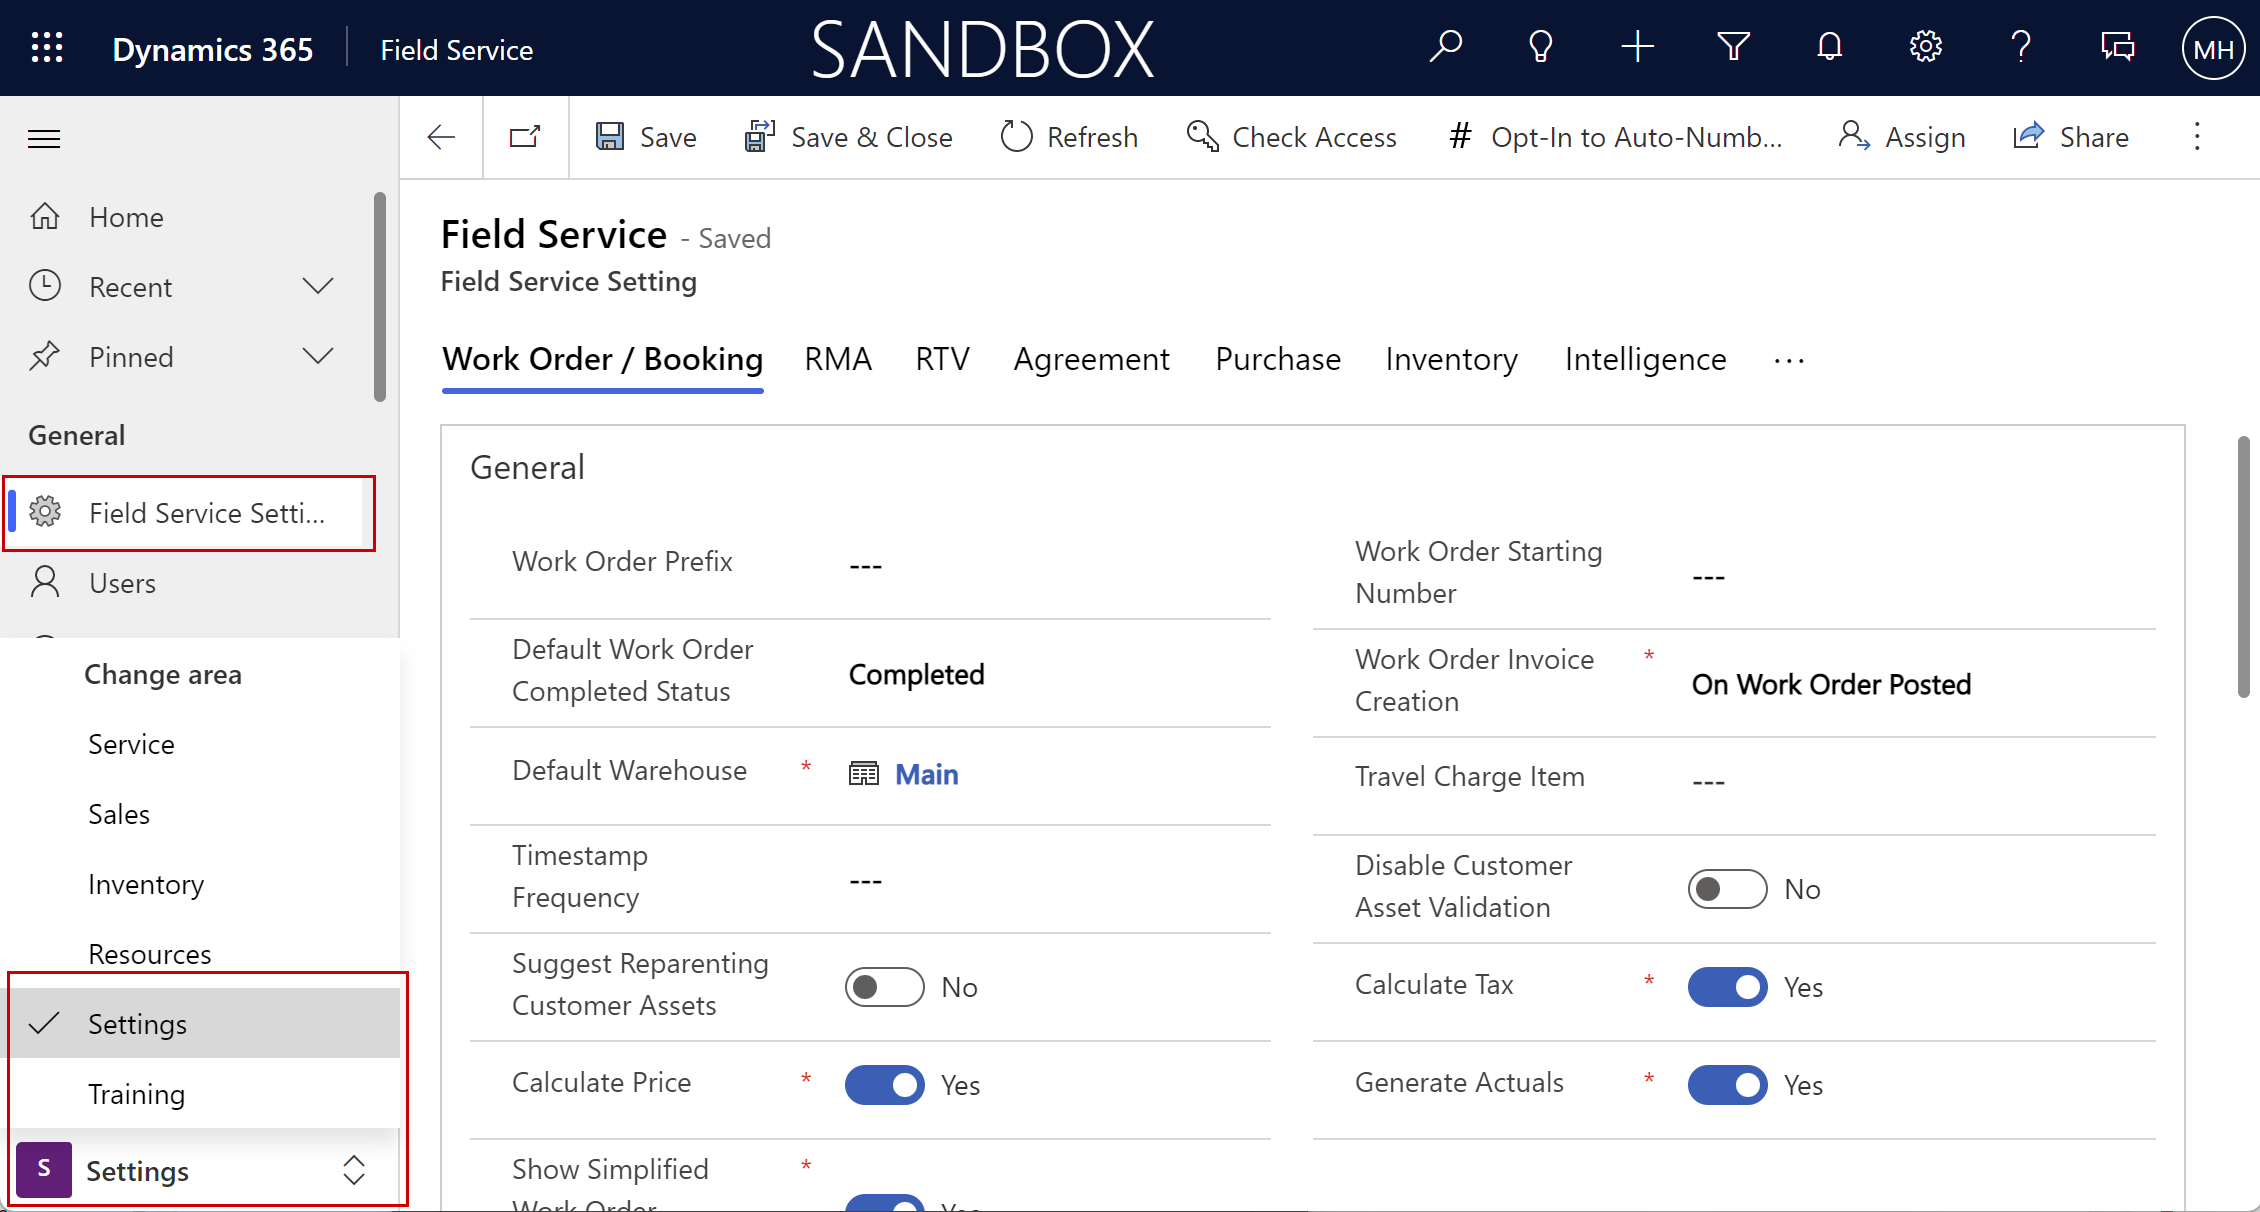 Dynamics 365 Field Service SANDBOX MH
Save Save & Close Refresh Check Access # Opt-In to Auto-Numb... Assign Share
Home
Recent
Pinned
General
Field Service Setti...
Users
Change area
Service
Sales
Inventory
Resources
Settings
Training
S Settings
Field Service - Saved
Field Service Setting
Work Order / Booking RMA RTV Agreement Purchase Inventory Intelligence ...
General
Work Order Prefix ---
Default Work Order
Completed Status
Completed
Default Warehouse * Main
Timestamp
Frequency
---
Suggest Reparenting
Customer Assets
No
Calculate Price * Yes
Show Simplified *
Work Order
Yes
Work Order Starting
Number
---
Work Order Invoice *
Creation
On Work Order Posted
Travel Charge Item ---
Disable Customer
Asset Validation
No
Calculate Tax * Yes
Generate Actuals * Yes